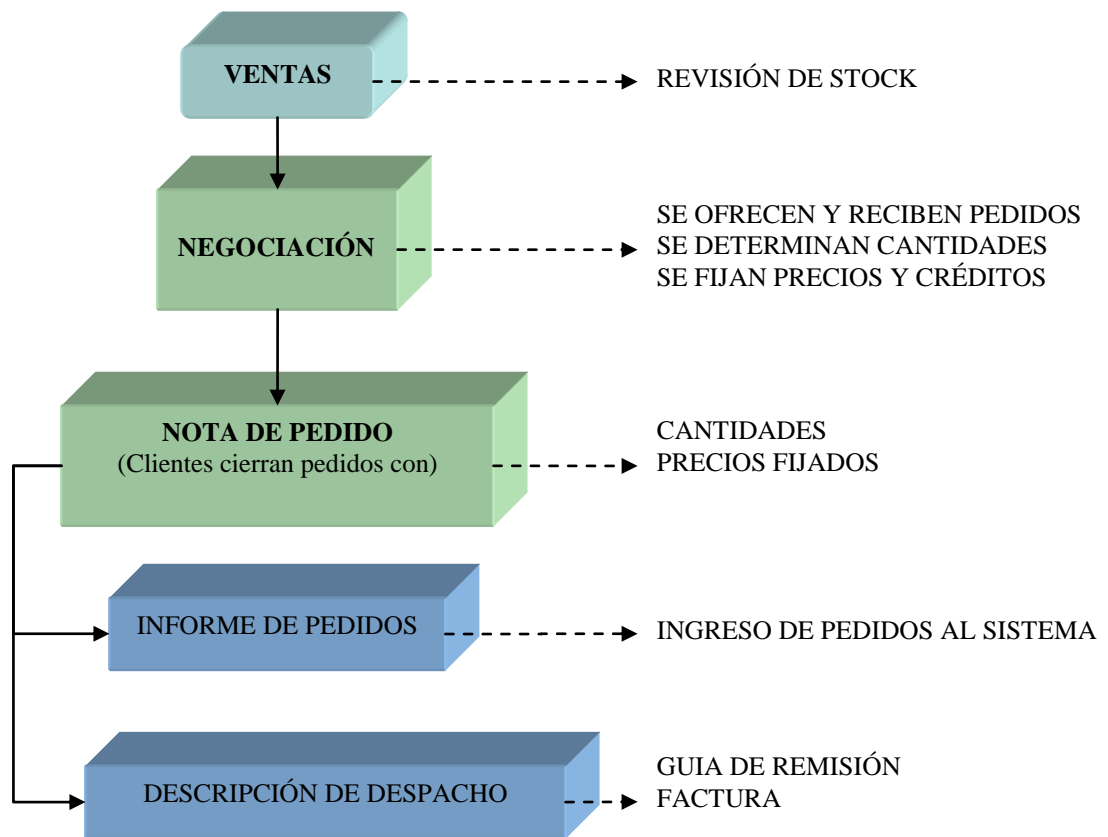 VENTAS
REVISIÓN DE STOCK
NEGOCIACIÓN
SE OFRECEN Y RECIBEN PEDIDOS
SE DETERMINAN CANTIDADES
SE FIJAN PRECIOS Y CRÉDITOS
NOTA DE PEDIDO
(Clientes cierran pedidos con)
CANTIDADES
PRECIOS FIJADOS
INFORME DE PEDIDOS
INGRESO DE PEDIDOS AL SISTEMA
DESCRIPCIÓN DE DESPACHO
GUIA DE REMISIÓN
FACTURA